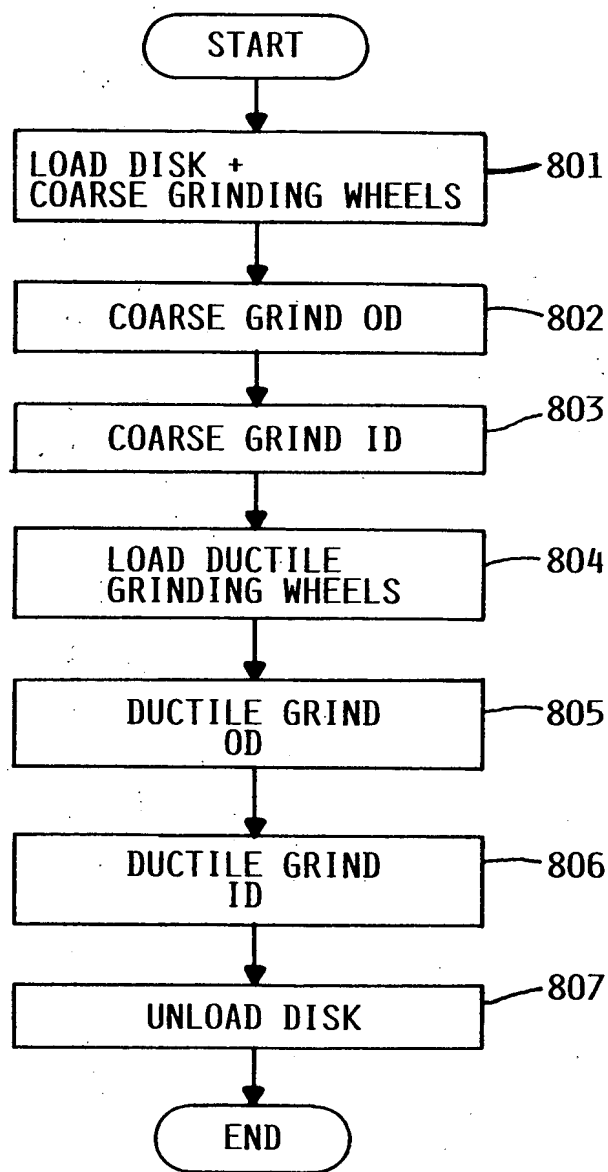 START
LOAD DISK +
COARSE GRINDING WHEELS
801
COARSE GRIND OD
802
COARSE GRIND ID
803
LOAD DUCTILE
GRINDING WHEELS
804
DUCTILE GRIND
OD
805
DUCTILE GRIND
ID
806
UNLOAD DISK
807
END